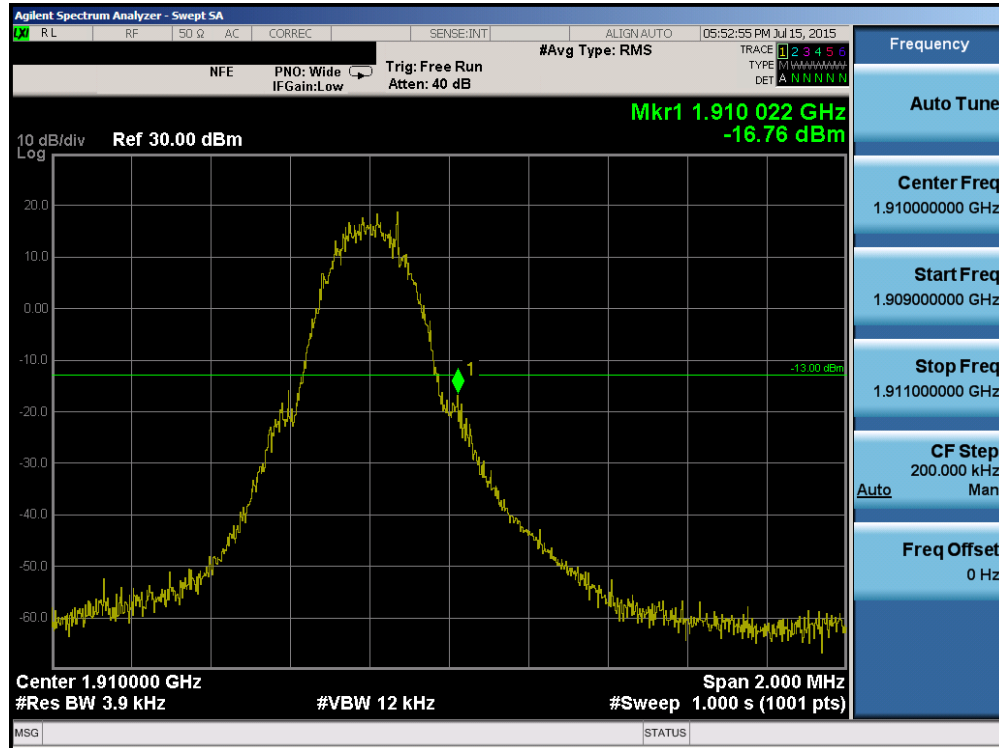 Agilent Spectrum Analyzer - Swept SA
LXI RL RF 50 Ω AC CORREC SENSE:INT ALIGN AUTO 05:52:55 PM Jul 15, 2015
#Avg Type: RMS TRACE 1 2 3 4 5 6
NFE PNO: Wide Trig: Free Run TYPE M WWWWW
IFGain:Low Atten: 40 dB DET A N N N N N
Frequency
Mkr1 1.910 022 GHz
-16.76 dBm
10 dB/div Ref 30.00 dBm
Log
20.0
10.0
0.00
-10.0
-20.0
-30.0
-40.0
-50.0
-60.0
1
-13.00 dBm
Center 1.910000 GHz Span 2.000 MHz
#Res BW 3.9 kHz #VBW 12 kHz #Sweep 1.000 s (1001 pts)
MSG STATUS
Auto Tune
Center Freq
1.910000000 GHz
Start Freq
1.909000000 GHz
Stop Freq
1.911000000 GHz
CF Step
200.000 kHz
Auto Man
Freq Offset
0 Hz